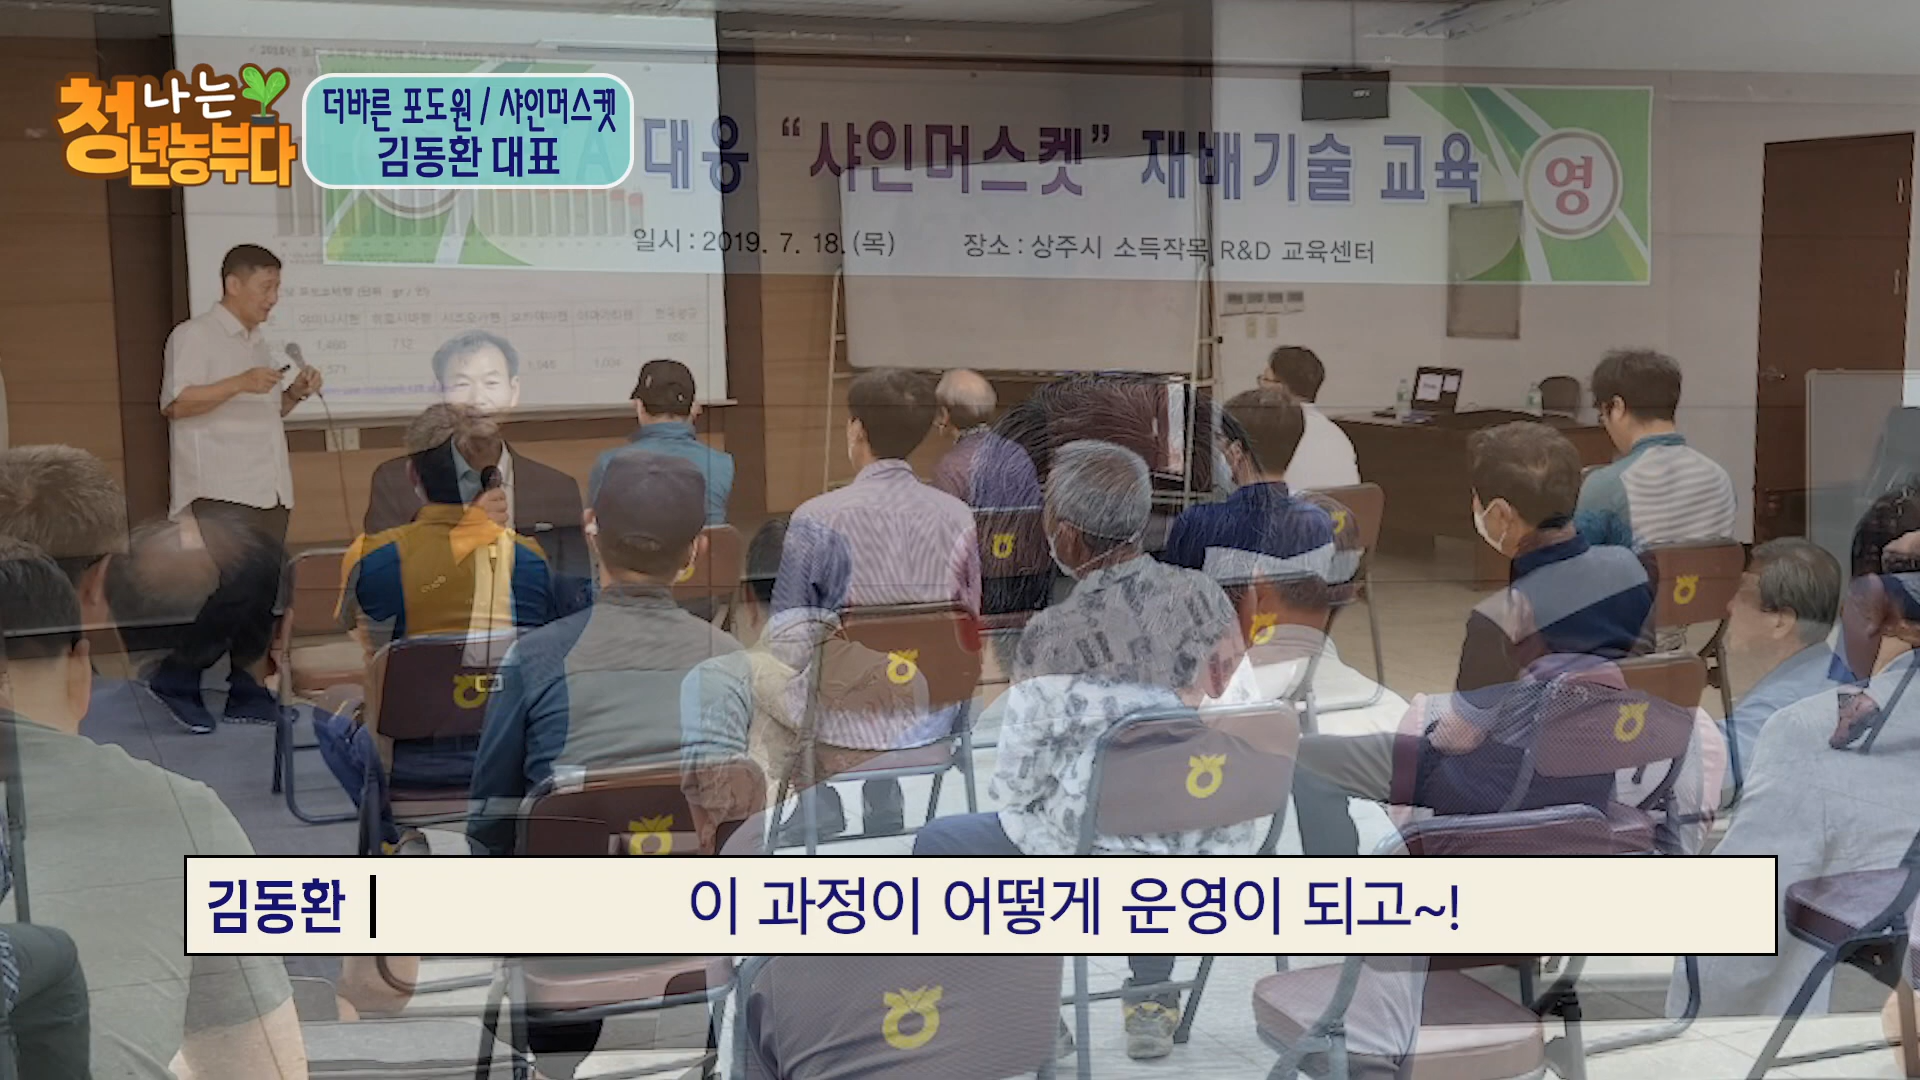 나는
청년농부다
더바른 포도원 / 샤인머스켓
김동환 대표
대응 “샤인머스켓” 재배기술 교육
영
일시 : 2019. 7. 18. (목) 장소 : 상주시 소득작목 R&D 교육센터
김동환 이 과정이 어떻게 운영이 되고~!